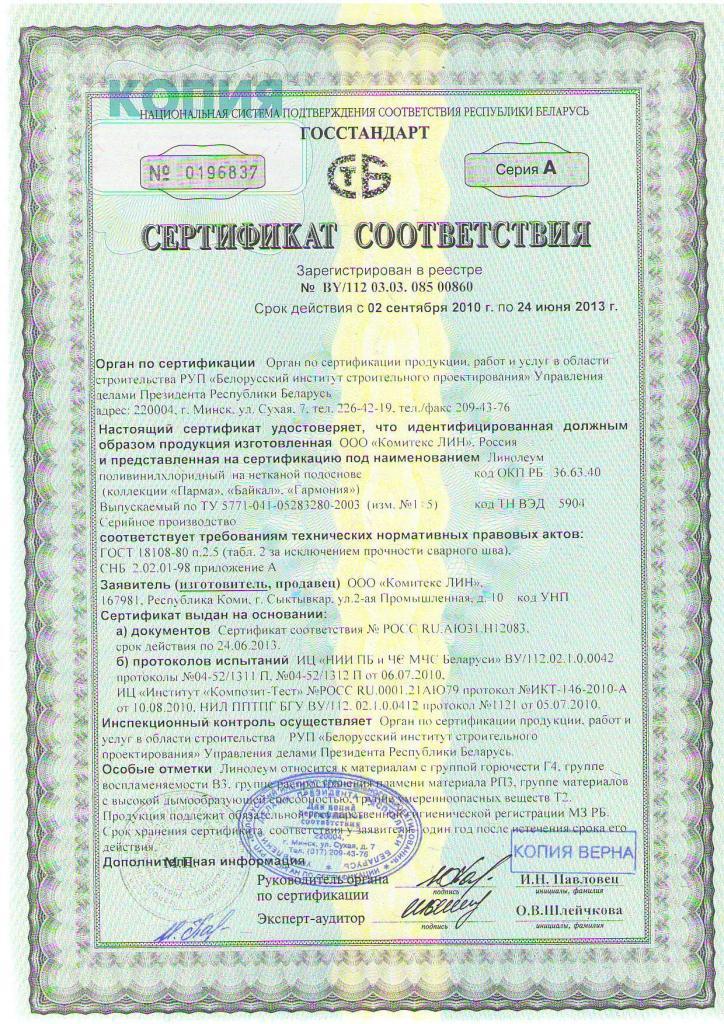 КОПИЯ
НАЦИОНАЛЬНАЯ СИСТЕМА ПОДТВЕРЖДЕНИЯ СООТВЕТСТВИЯ РЕСПУБЛИКИ БЕЛАРУСЬ
ГОССТАНДАРТ
№ 0196837
СТБ
Серия А
СЕРТИФИКАТ СООТВЕТСТВИЯ
Зарегистрирован в реестре
№ BY/112 03.03. 085 00860
Срок действия с 02 сентября 2010 г. по 24 июня 2013 г.
Орган по сертификации Орган по сертификации продукции, работ и услуг в области
строительства РУП «Белорусский институт строительного проектирования» Управления
делами Президента Республики Беларусь
адрес: 220004, г. Минск, ул. Сухая, 7, тел. 226-42-19, тел./факс 209-43-76
Настоящий сертификат удостоверяет, что идентифицированная должным
образом продукция изготовленная ООО «Комитекс ЛИН», Россия
и представленная на сертификацию под наименованием Линолеум
поливинилхлоридный на нетканой подоснове код ОКП РБ 36.63.40
(коллекции «Парма», «Байкал», «Гармония»)
Выпускаемый по ТУ 5771-041-05283280-2003 (изм. №1÷5) код ТН ВЭД 5904
Серийное производство
соответствует требованиям технических нормативных правовых актов:
ГОСТ 18108-80 п.2.5 (табл. 2 за исключением прочности сварного шва),
СНБ 2.02.01-98 приложение А
Заявитель (изготовитель, продавец) ООО «Комитекс ЛИН»,
167981, Республика Коми, г. Сыктывкар, ул.2-ая Промышленная, д. 10 код УНП
Сертификат выдан на основании:
а) документов Сертификат соответствия № РОСС RU.АЮ31.Н12083,
срок действия по 24.06.2013.
б) протоколов испытаний ИЦ «НИИ ПБ и ЧС МЧС Беларуси» BY/112.02.1.0.0042
протоколы №04-52/1311 П, №04-52/1312 П от 06.07.2010.
ИЦ «Институт «Композит-Тест» №РОСС RU.0001.21АЮ79 протокол №ИКТ-146-2010-А
от 10.08.2010. НИЛ ППТПГ БГУ BY/112. 02.1.0.0412 протокол №1121 от 05.07.2010.
Инспекционный контроль осуществляет Орган по сертификации продукции, работ и
услуг в области строительства РУП «Белорусский институт строительного
проектирования» Управления делами Президента Республики Беларусь.
Особые отметки Линолеум относится к материалам с группой горючести Г4, группе
воспламеняемости В3, группе распространения пламени материала РП3, группе материалов
с высокой дымообразующей способностью, группе умеренноопасных веществ Т2.
Продукция подлежит обязательной государственной гигиенической регистрации МЗ РБ.
Срок хранения сертификата соответствия у заявителя один год после истечения срока его
действия.
Дополнительная информация
М.П.
Для копий
сертификатов
соответствия
220004,
г. Минск, ул. Сухая, д. 7
Тел. (017) 209-43-76
КОПИЯ ВЕРНА
Руководитель органа
по сертификации
подпись
И.Н. Павловец
инициалы, фамилия
Эксперт-аудитор
подпись
О.В.Шлейчкова
инициалы, фамилия